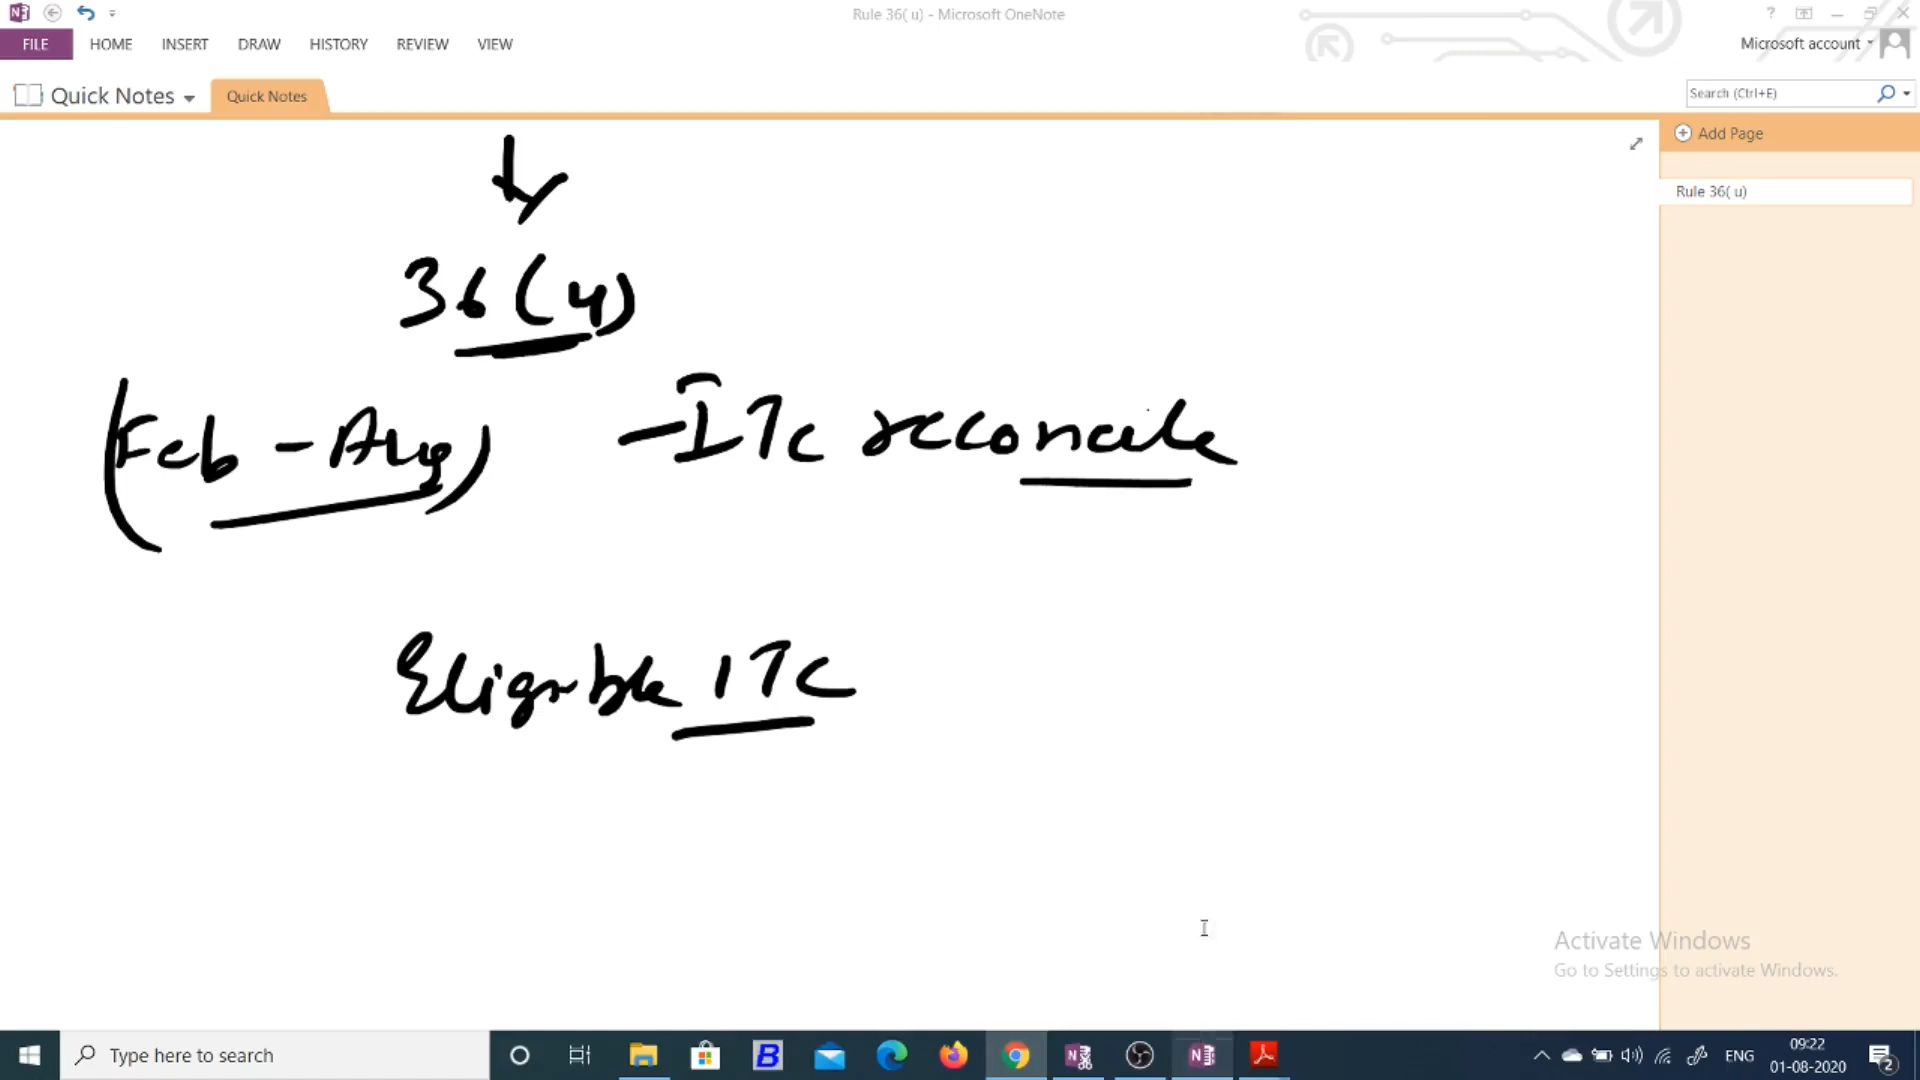 Rule 36( u) - Microsoft OneNote
?
FILE HOME INSERT DRAW HISTORY REVIEW VIEW
Microsoft account
Quick Notes
Quick Notes
Search (Ctrl+E)
Add Page
Rule 36( u)
36(4)
(Feb - Aug)
- ITC reconcile
Eligible ITC
Activate Windows
Go to Settings to activate Windows.
Type here to search
ENG
09:22
01-08-2020
2